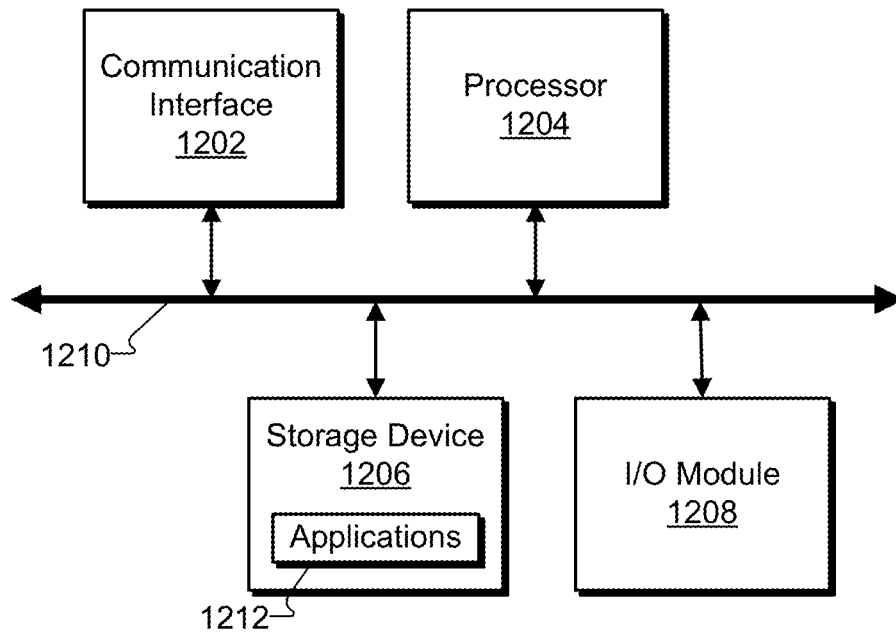 Communication
Interface
1202
Processor
1204
1210
Storage Device
1206
Applications
1212
I/O Module
1208